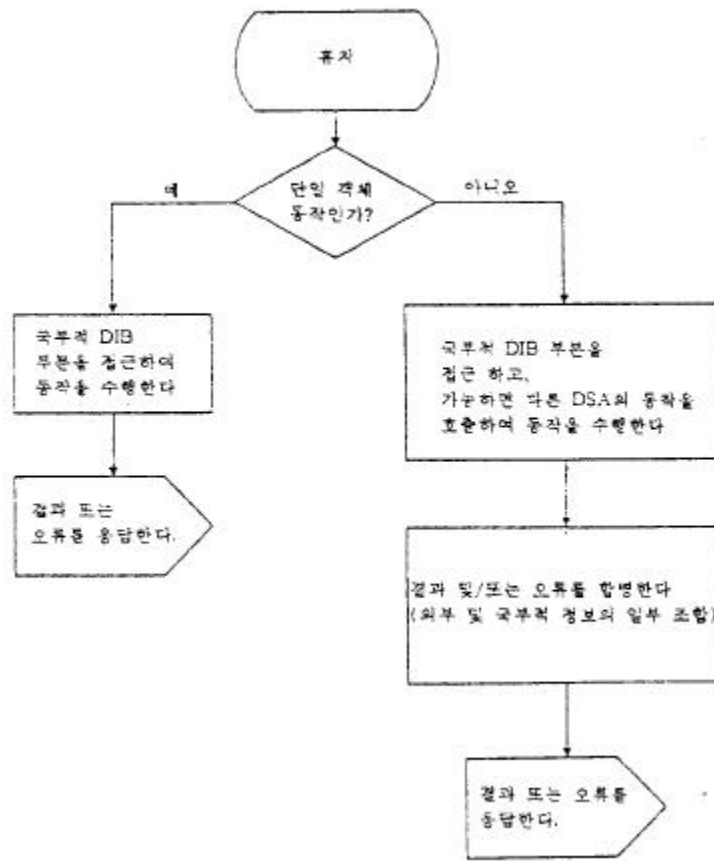 휴지
단일 객체
동작인가?
예
아니오
국부적 DIB
부분을 접근하여
동작을 수행한다
결과 또는
오류를 응답한다.
국부적 DIB 부분을
접근 하고,
가능하면 다른 DSA의 동작을
호출하여 동작을 수행한다
결과 및/또는 오류를 합병한다
(외부 및 국부적 정보의 일부 조합)
결과 또는 오류를
응답한다.